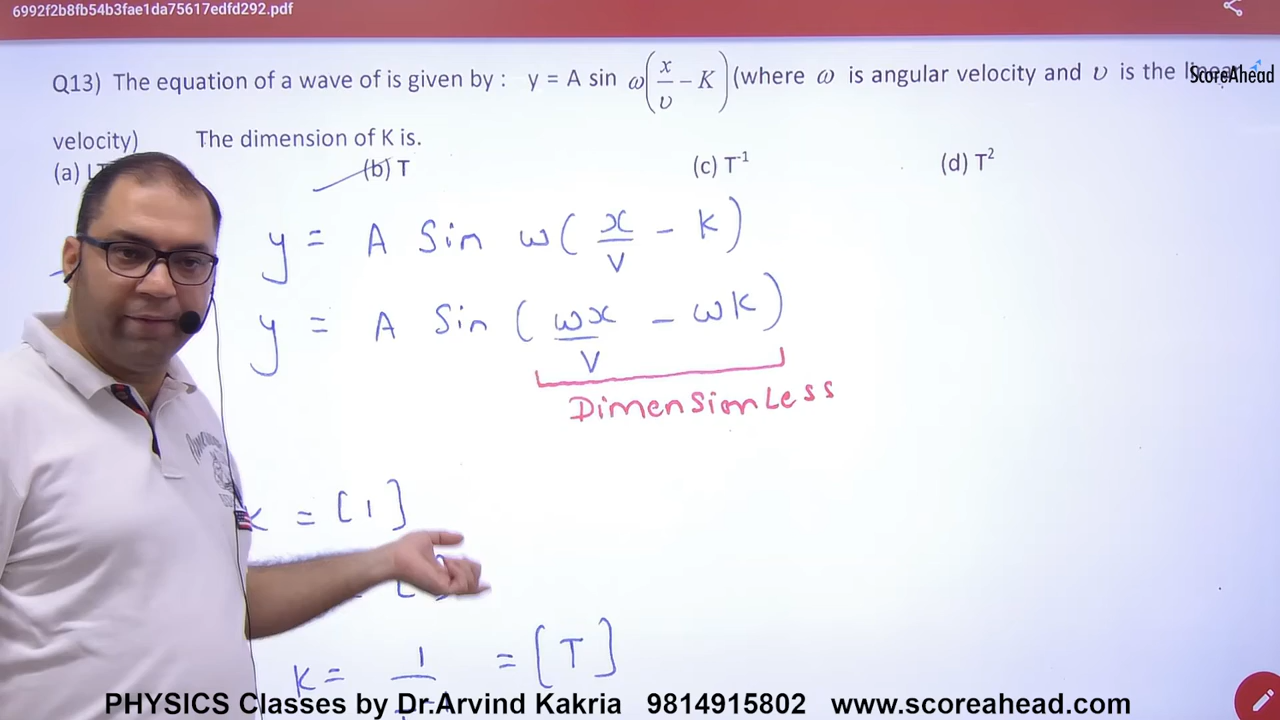 6992f2b8fb54b3fae1da75617edfd292.pdf
Q13) The equation of a wave of is given by : y = A sin ω(x/υ − K) (where ω is angular velocity and υ is the
ScoreAhead
velocity) The dimension of K is.
(a) (b) T (c) T⁻¹ (d) T²
y = A Sin ω(x/v − k)
y = A Sin (ωx/v − ωk)
Dimensionless
= [1]
k = 1 = [T]
PHYSICS Classes by Dr.Arvind Kakria 9814915802 www.scoreahead.com